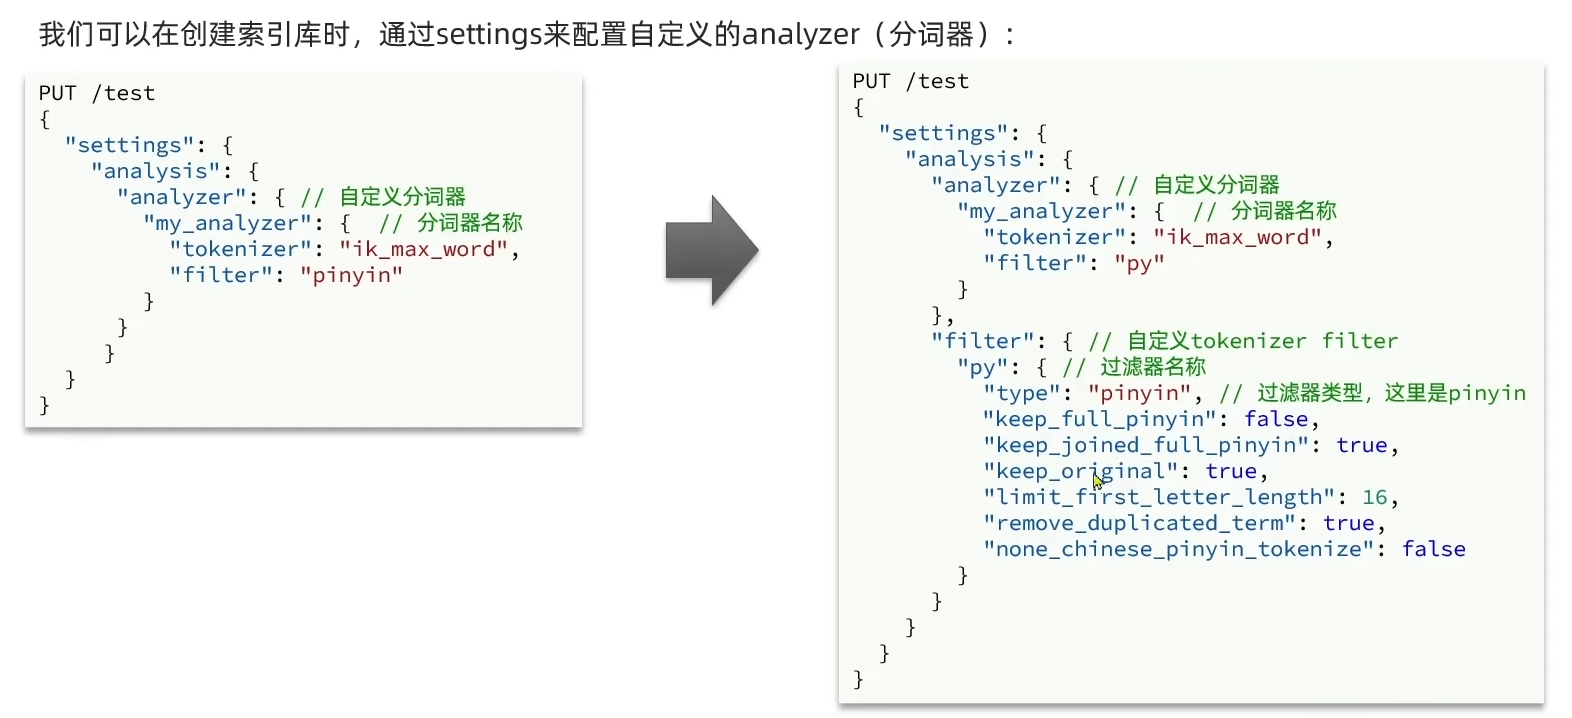 我们可以在创建索引库时，通过settings来配置自定义的analyzer（分词器）：
PUT /test
{
  "settings": {
    "analysis": {
      "analyzer": { // 自定义分词器
        "my_analyzer": {  // 分词器名称
          "tokenizer": "ik_max_word",
          "filter": "pinyin"
        }
      }
     }
  }
}
PUT /test
{
  "settings": {
    "analysis": {
      "analyzer": { // 自定义分词器
        "my_analyzer": {  // 分词器名称
          "tokenizer": "ik_max_word",
          "filter": "py"
        }
      },
      "filter": { // 自定义tokenizer filter
        "py": { // 过滤器名称
          "type": "pinyin", // 过滤器类型，这里是pinyin
          "keep_full_pinyin": false,
          "keep_joined_full_pinyin": true,
          "keep_original": true,
          "limit_first_letter_length": 16,
          "remove_duplicated_term": true,
          "none_chinese_pinyin_tokenize": false
        }
      }
    }
  }
}